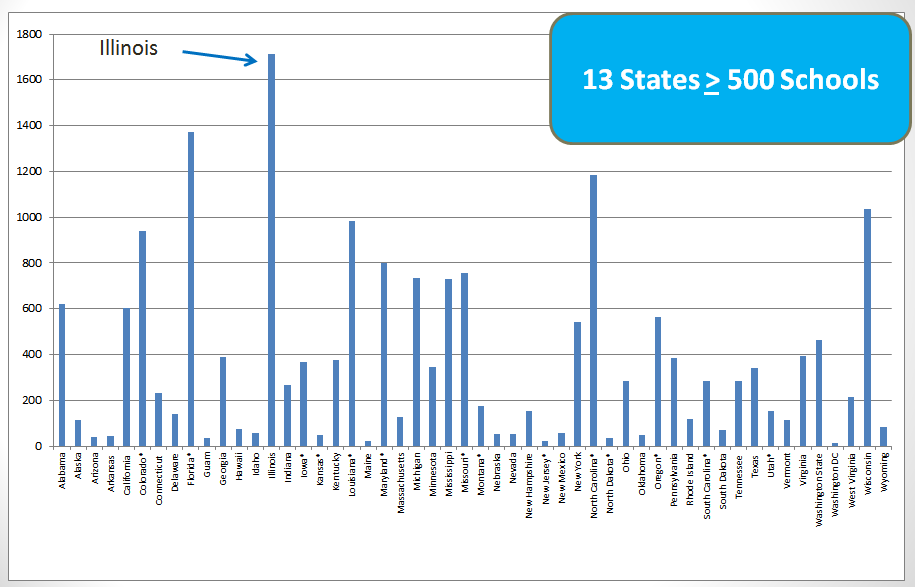 13 States > 500 Schools
Illinois
1800
1600
1400
1200
1000
800
600
400
200
0
Alabama
Alaska
Arizona
Arkansas
California
Colorado*
Connecticut
Delaware
Florida*
Guam
Georgia
Hawaii
Idaho
Illinois
Indiana
Iowa*
Kansas*
Kentucky
Louisiana*
Maine
Maryland*
Massachusetts
Michigan
Minnesota
Mississippi
Missouri*
Montana*
Nebraska
Nevada
New Hampshire
New Jersey*
New Mexico
New York
North Carolina*
North Dakota*
Ohio
Oklahoma
Oregon*
Pennsylvania
Rhode Island
South Carolina*
South Dakota
Tennessee
Texas
Utah*
Vermont
Virginia
Washington State
Washington DC
West Virginia
Wisconsin
Wyoming